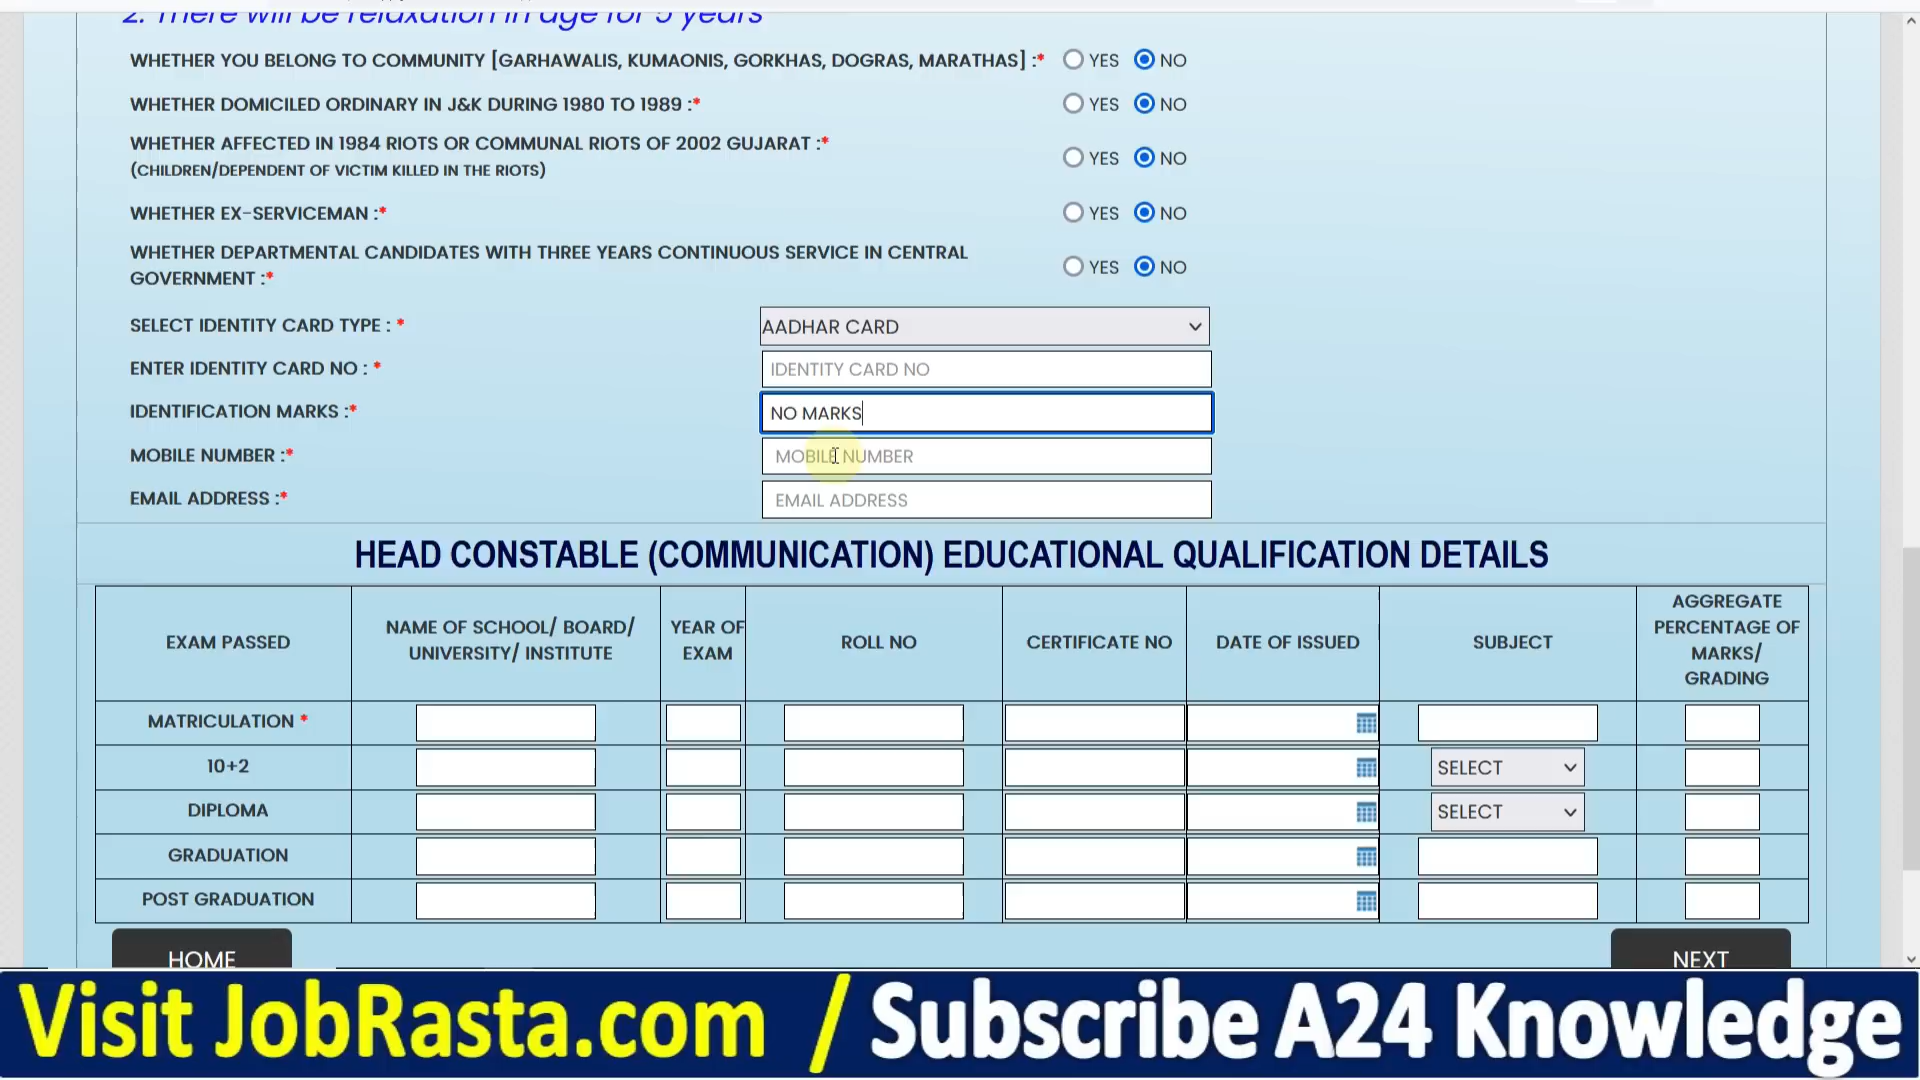 2. There will be relaxation in age for 5 years
WHETHER YOU BELONG TO COMMUNITY [GARHAWALIS, KUMAONIS, GORKHAS, DOGRAS, MARATHAS] :* YES NO
WHETHER DOMICILED ORDINARY IN J&K DURING 1980 TO 1989 :* YES NO
WHETHER AFFECTED IN 1984 RIOTS OR COMMUNAL RIOTS OF 2002 GUJARAT :*
(CHILDREN/DEPENDENT OF VICTIM KILLED IN THE RIOTS) YES NO
WHETHER EX-SERVICEMAN :* YES NO
WHETHER DEPARTMENTAL CANDIDATES WITH THREE YEARS CONTINUOUS SERVICE IN CENTRAL
GOVERNMENT :* YES NO
SELECT IDENTITY CARD TYPE : * AADHAR CARD
ENTER IDENTITY CARD NO : * IDENTITY CARD NO
IDENTIFICATION MARKS :* NO MARKS
MOBILE NUMBER :* MOBILE NUMBER
EMAIL ADDRESS :* EMAIL ADDRESS
HEAD CONSTABLE (COMMUNICATION) EDUCATIONAL QUALIFICATION DETAILS
EXAM PASSED
NAME OF SCHOOL/ BOARD/
UNIVERSITY/ INSTITUTE
YEAR OF
EXAM
ROLL NO
CERTIFICATE NO
DATE OF ISSUED
SUBJECT
AGGREGATE
PERCENTAGE OF
MARKS/
GRADING
MATRICULATION *
10+2 SELECT
DIPLOMA SELECT
GRADUATION
POST GRADUATION
HOME NEXT
Visit JobRasta.com / Subscribe A24 Knowledge